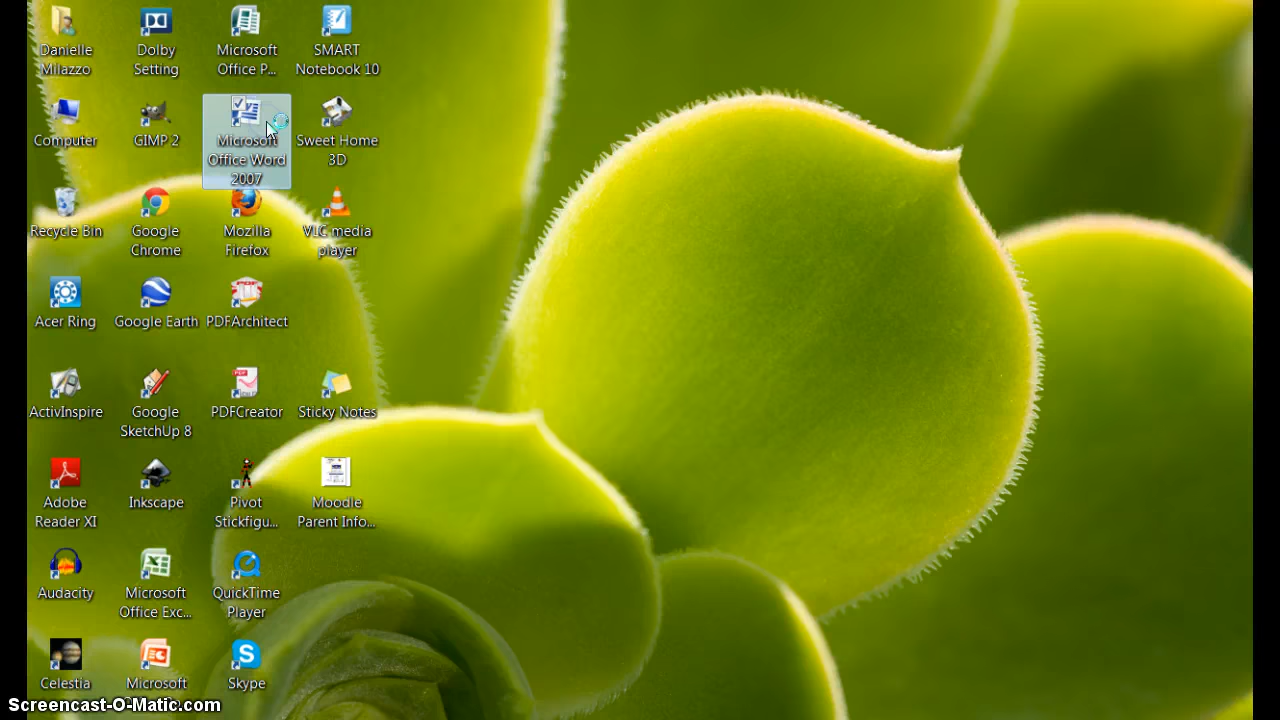 Danielle
Milazzo
Dolby
Setting
Microsoft
Office P...
SMART
Notebook 10
Computer
GIMP 2
Microsoft
Office Word
2007
Sweet Home
3D
Recycle Bin
Google
Chrome
Mozilla
Firefox
VLC media
player
Acer Ring
Google Earth
PDFArchitect
ActivInspire
Google
SketchUp 8
PDFCreator
Sticky Notes
Adobe
Reader XI
Inkscape
Pivot
Stickfigu...
Moodle
Parent Info...
Audacity
Microsoft
Office Exc...
QuickTime
Player
Celestia
Microsoft
Skype
Screencast-O-Matic.com